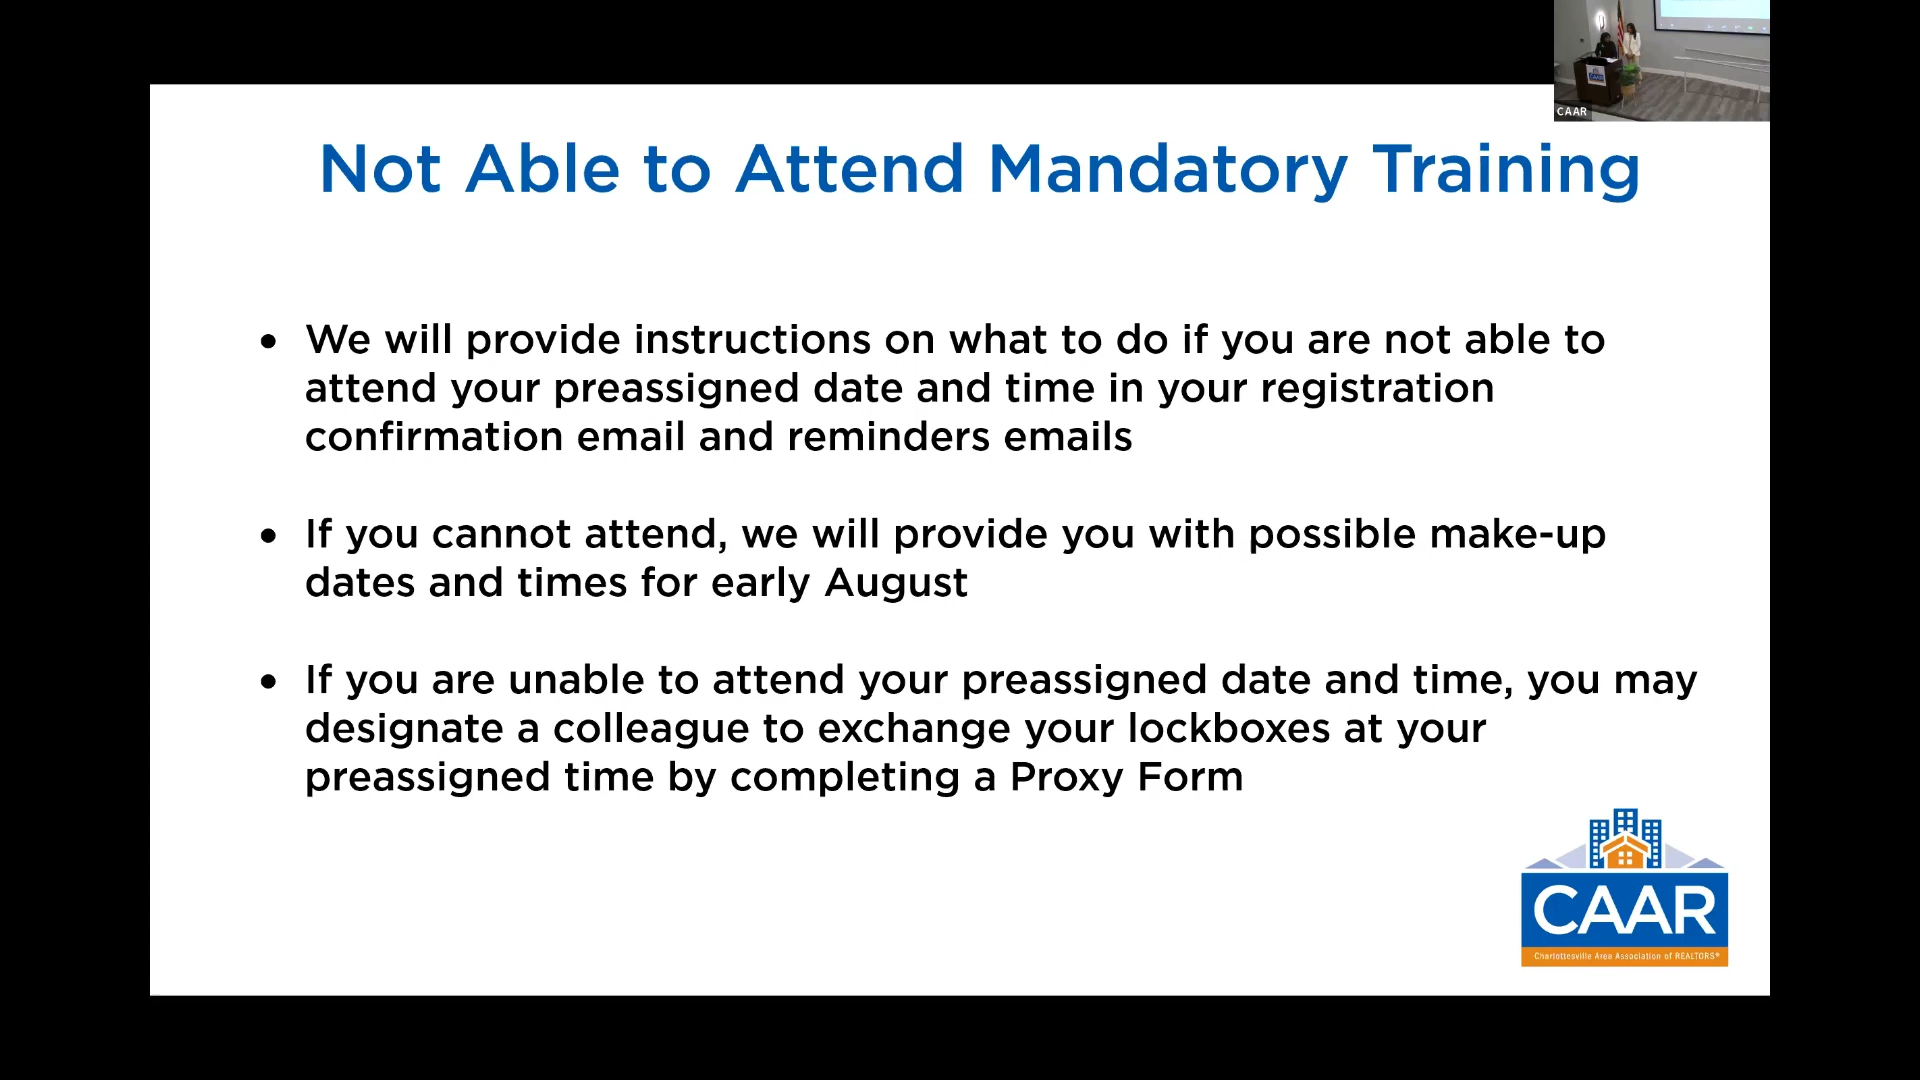 CAAR
Not Able to Attend Mandatory Training
• We will provide instructions on what to do if you are not able to
attend your preassigned date and time in your registration
confirmation email and reminders emails
• If you cannot attend, we will provide you with possible make-up
dates and times for early August
• If you are unable to attend your preassigned date and time, you may
designate a colleague to exchange your lockboxes at your
preassigned time by completing a Proxy Form
CAAR
Charlottesville Area Association of REALTORS®